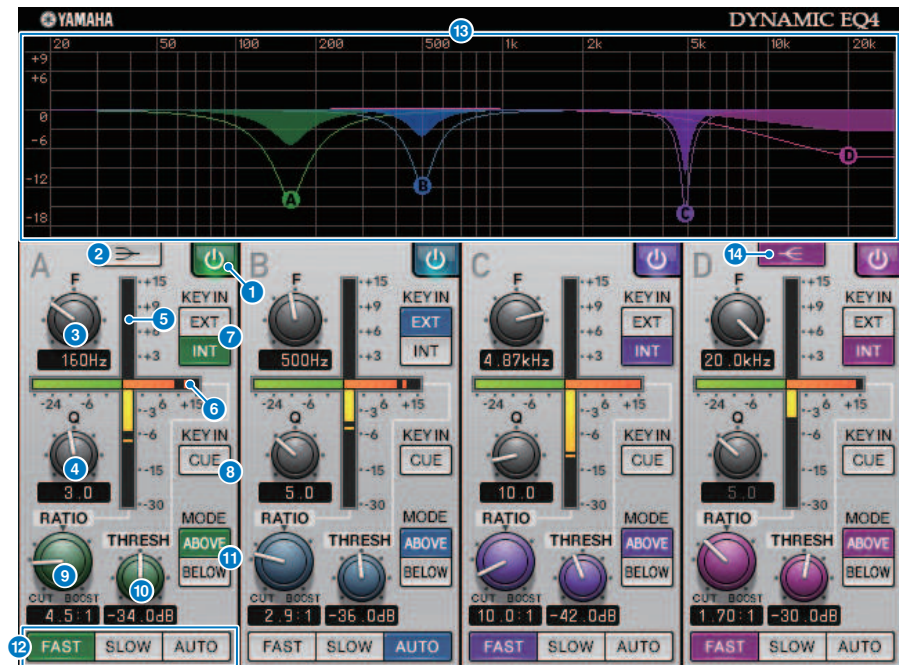 YAMAHA DYNAMIC EQ4
13
20 50 100 200 500 1k 2k 5k 10k 20k
+9
+6
0
-6
-12
-18
A B C D
A
2
1
F
3
160Hz
+15
+9
+6
+3
5
KEY IN
EXT
INT
7
-24 -6 6 +15
6
-3
-6
-15
-30
Q
4
3.0
KEY IN
CUE
8
RATIO
9
CUT BOOST
4.5:1
THRESH
10
-34.0dB
MODE
ABOVE
BELOW
11
12
FAST SLOW AUTO
B
F
500Hz
+15
+9
+6
+3
KEY IN
EXT
INT
-24 -6 6 +15
-3
-6
-15
-30
Q
5.0
KEY IN
CUE
RATIO
CUT BOOST
2.9:1
THRESH
-36.0dB
MODE
ABOVE
BELOW
FAST SLOW AUTO
C
F
4.87kHz
+15
+9
+6
+3
KEY IN
EXT
INT
-24 -6 6 +15
-3
-6
-15
-30
Q
10.0
KEY IN
CUE
RATIO
CUT BOOST
10.0:1
THRESH
-42.0dB
MODE
ABOVE
BELOW
FAST SLOW AUTO
D
14
F
20.0kHz
+15
+9
+6
+3
KEY IN
EXT
INT
-24 -6 6 +15
-3
-6
-15
-30
Q
5.0
KEY IN
CUE
RATIO
CUT BOOST
1.70:1
THRESH
-30.0dB
MODE
ABOVE
BELOW
FAST SLOW AUTO